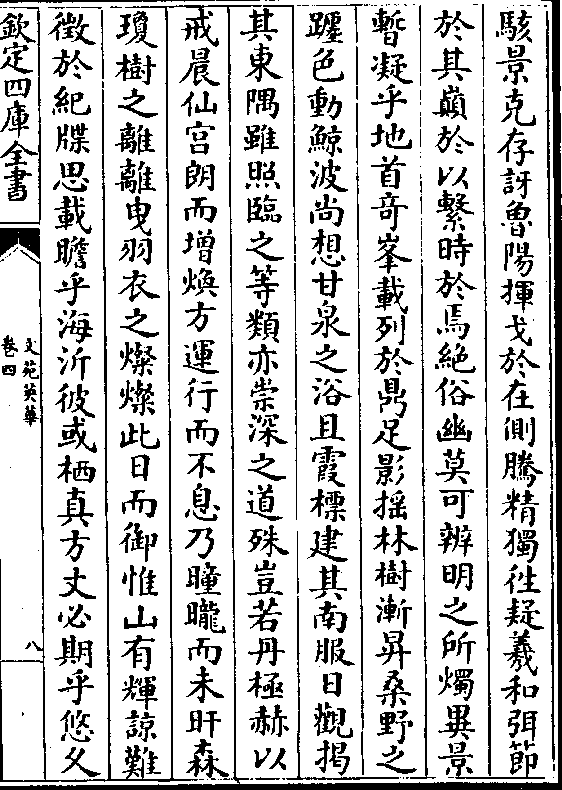 駭景克存訝魯陽揮戈於在側騰精獨徃疑羲和弭節
於其巔於以繫時於焉絶俗幽莫可辨明之所燭異景
暫凝乎地首竒峯載列於鼎足影揺林樹漸昇桑野之
躔色動鯨波尚想甘泉之浴且霞標建其南服日觀揭
其東隅雖照臨之等類亦崇深之道殊豈若丹極赫以
戒晨仙宫朗而增煥方運行而不息乃曈曨而未旰森
瓊樹之離離曳羽衣之燦燦此日而御惟山有輝諒難
徴於紀牒思載瞻乎海沂彼或栖真方丈必期乎悠久
欽定四庫全書
文苑英華
卷四
八